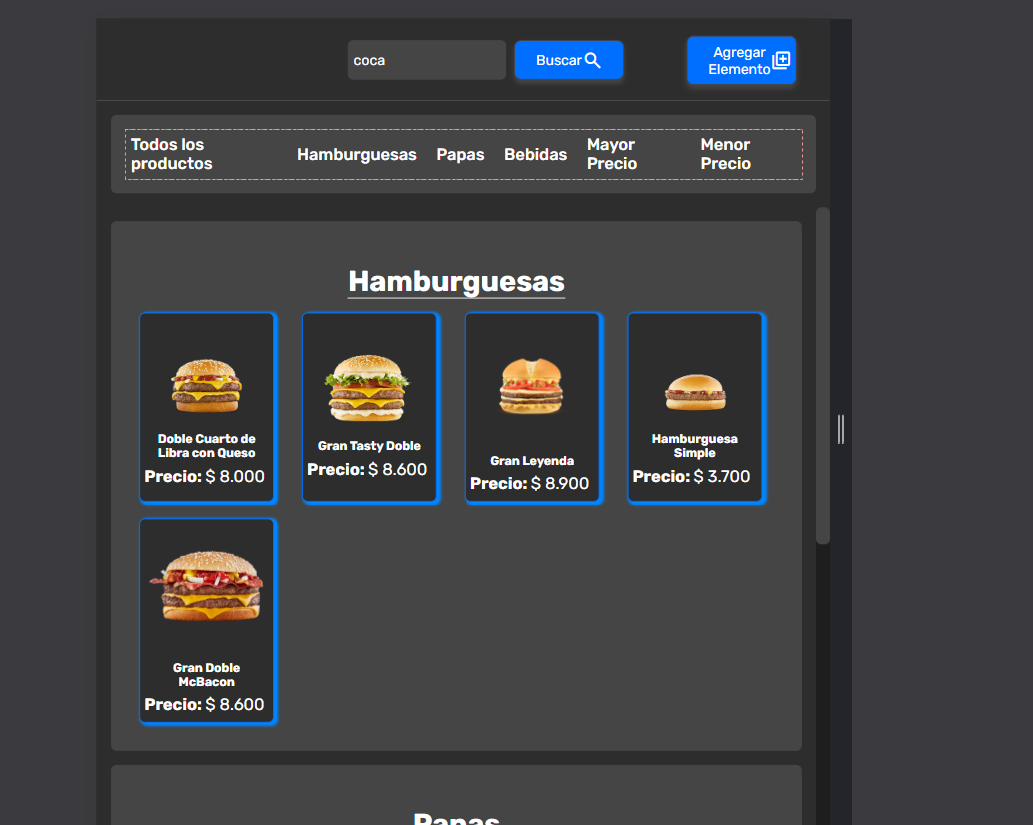 coca
Buscar
Agregar
Elemento
Todos los
productos
Hamburguesas
Papas
Bebidas
Mayor
Precio
Menor
Precio
Hamburguesas
Doble Cuarto de
Libra con Queso
Precio: $ 8.000
Gran Tasty Doble
Precio: $ 8.600
Gran Leyenda
Precio: $ 8.900
Hamburguesa
Simple
Precio: $ 3.700
Gran Doble
McBacon
Precio: $ 8.600
Papas